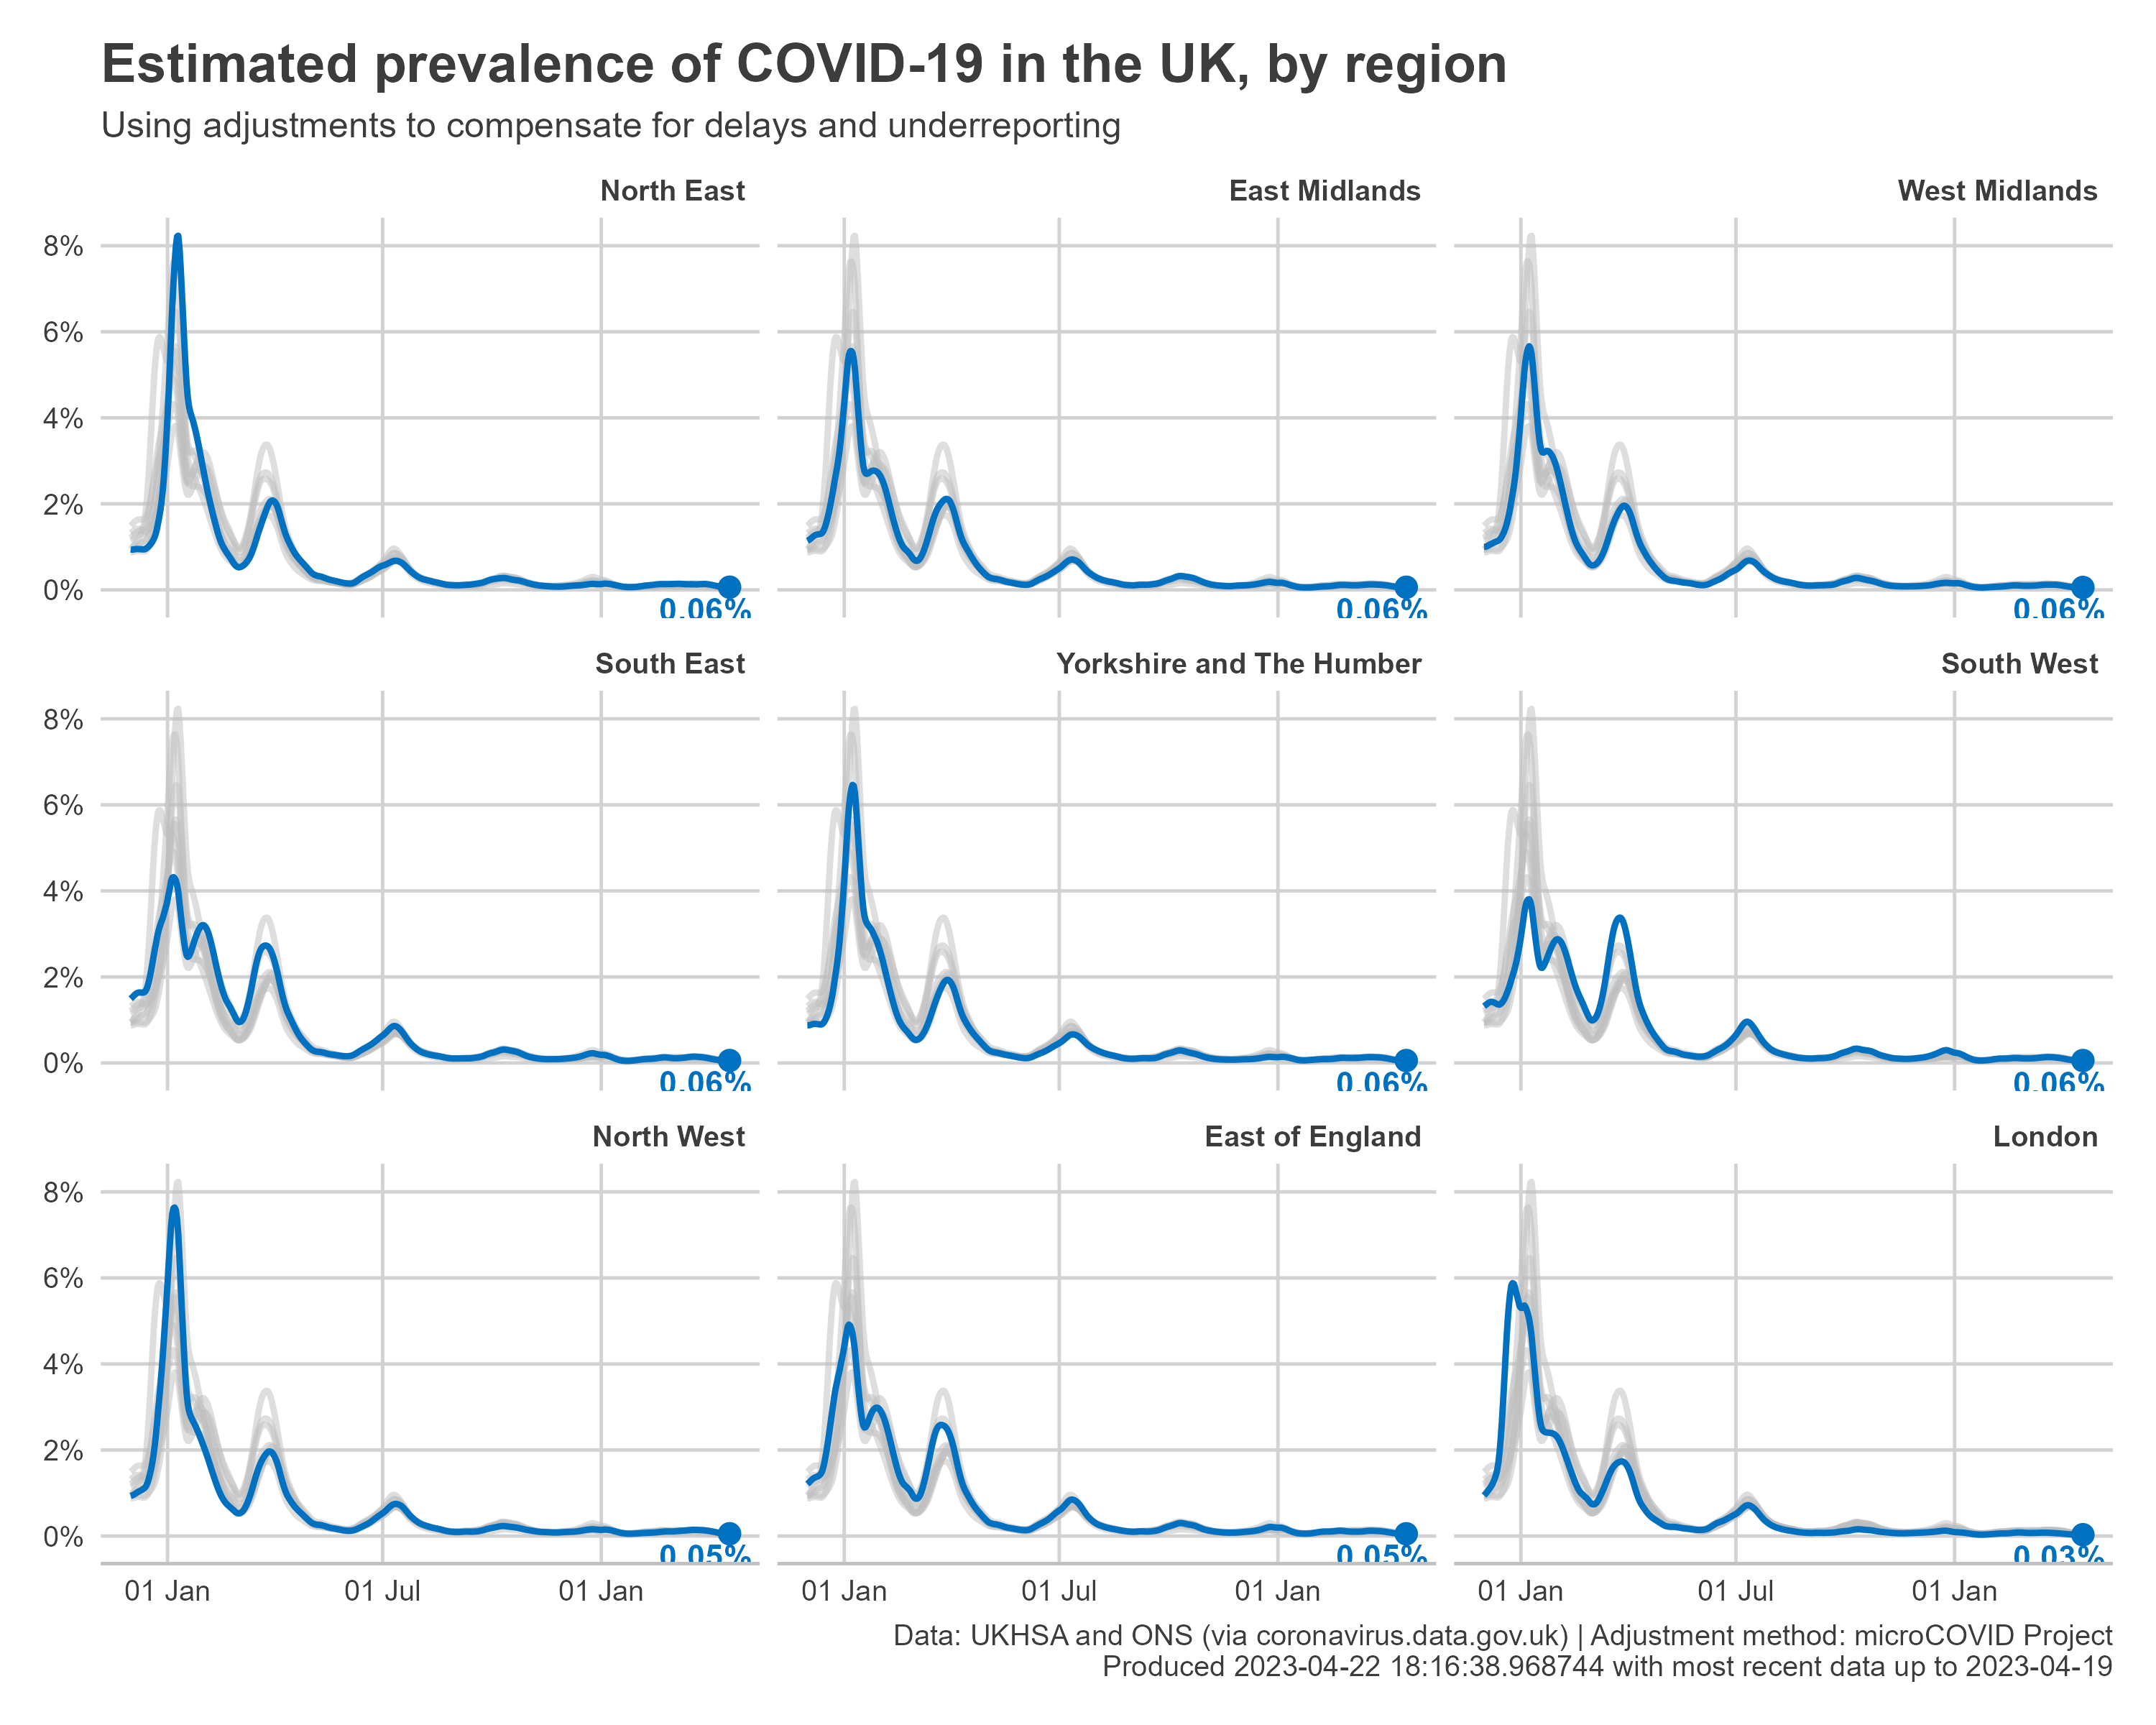 Estimated prevalence of COVID-19 in the UK, by region
Using adjustments to compensate for delays and underreporting
North East
East Midlands
West Midlands
8%
6%
4%
2%
0%
0.06%
0.06%
0.06%
South East
Yorkshire and The Humber
South West
8%
6%
4%
2%
0%
0.06%
0.06%
0.06%
North West
East of England
London
8%
6%
4%
2%
0%
0.05%
0.05%
0.03%
01 Jan 01 Jul 01 Jan
01 Jan 01 Jul 01 Jan
01 Jan 01 Jul 01 Jan
Data: UKHSA and ONS (via coronavirus.data.gov.uk) | Adjustment method: microCOVID Project
Produced 2023-04-22 18:16:38.968744 with most recent data up to 2023-04-19